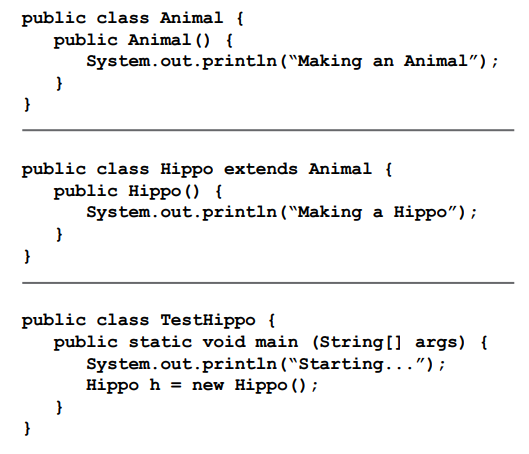 public class Animal {
public Animal() {
System.out.println(“Making an Animal”);
}
}
public class Hippo extends Animal {
public Hippo() {
System.out.println(“Making a Hippo”);
}
}
public class TestHippo {
public static void main (String[] args) {
System.out.println(“Starting...”);
Hippo h = new Hippo();
}
}